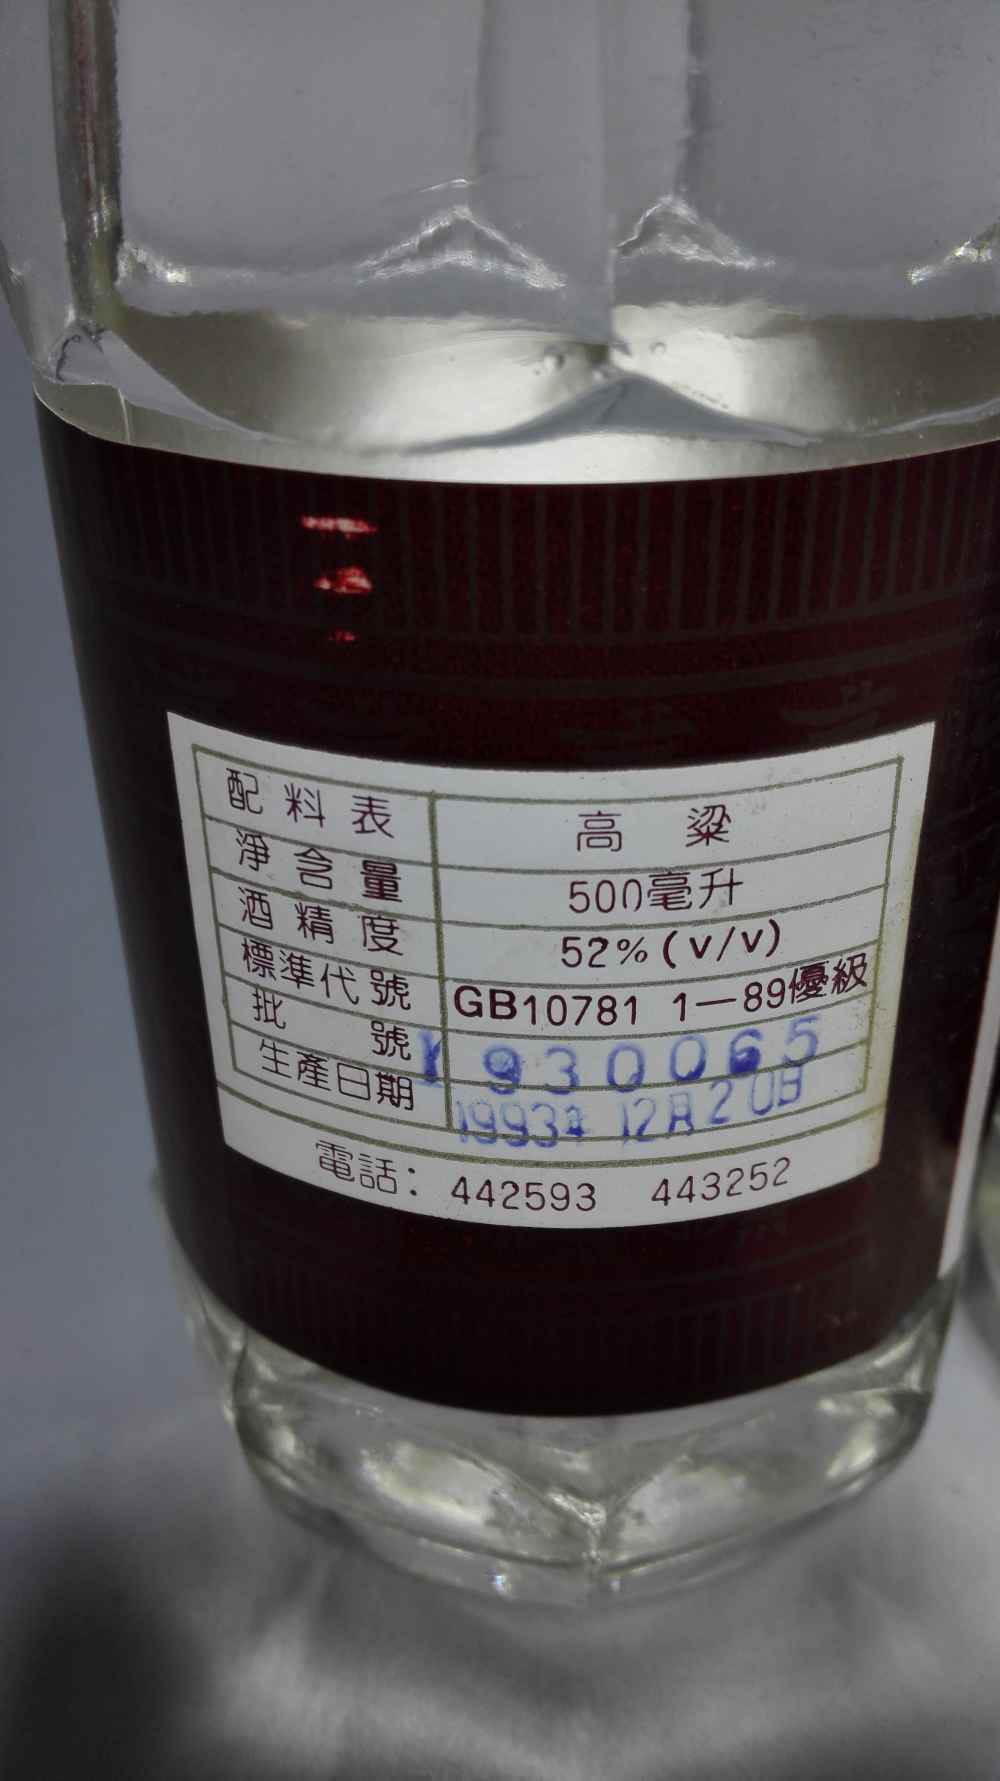 配料表 高粱
淨含量 500毫升
酒精度 52%(v/v)
標準代號 GB10781 1—89優級
批號 1930065
生產日期 1993年12月20日
電話: 442593 443252